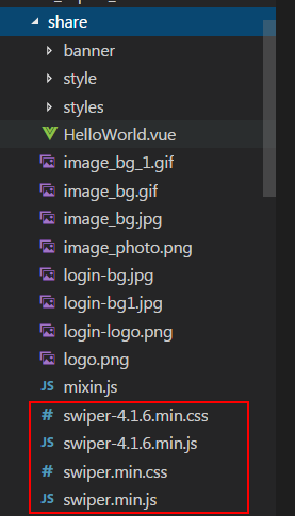 share
banner
style
styles
HelloWorld.vue
image_bg_1.gif
image_bg.gif
image_bg.jpg
image_photo.png
login-bg.jpg
login-bg1.jpg
login-logo.png
logo.png
JS mixin.js
# swiper-4.1.6.min.css
JS swiper-4.1.6.min.js
# swiper.min.css
JS swiper.min.js